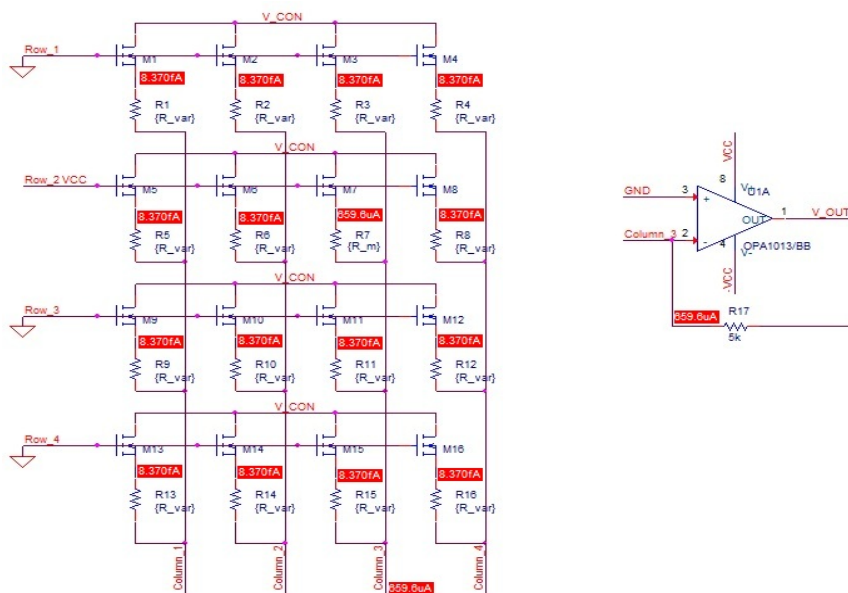 V_CON
Row_1
M1 M2 M3 M4
8.370fA 8.370fA 8.370fA 8.370fA
R1 R2 R3 R4
{R_var} {R_var} {R_var} {R_var}
V_CON
Row_2 VCC
M5 M6 M7 M8
8.370fA 8.370fA 659.6uA 8.370fA
R5 R6 R7 R8
{R_var} {R_var} {R_m} {R_var}
V_CON
Row_3
M9 M10 M11 M12
8.370fA 8.370fA 8.370fA 8.370fA
R9 R10 R11 R12
{R_var} {R_var} {R_var} {R_var}
V_CON
Row_4
M13 M14 M15 M16
8.370fA 8.370fA 8.370fA 8.370fA
R13 R14 R15 R16
{R_var} {R_var} {R_var} {R_var}
Column_1 Column_2 Column_3 Column_4
659.6uA
VCC
8
V+ U1A
GND 3 +
OUT 1 V_OUT
Column_3 2 -
4 V- OPA1013/BB
-VCC
659.6uA R17
5k